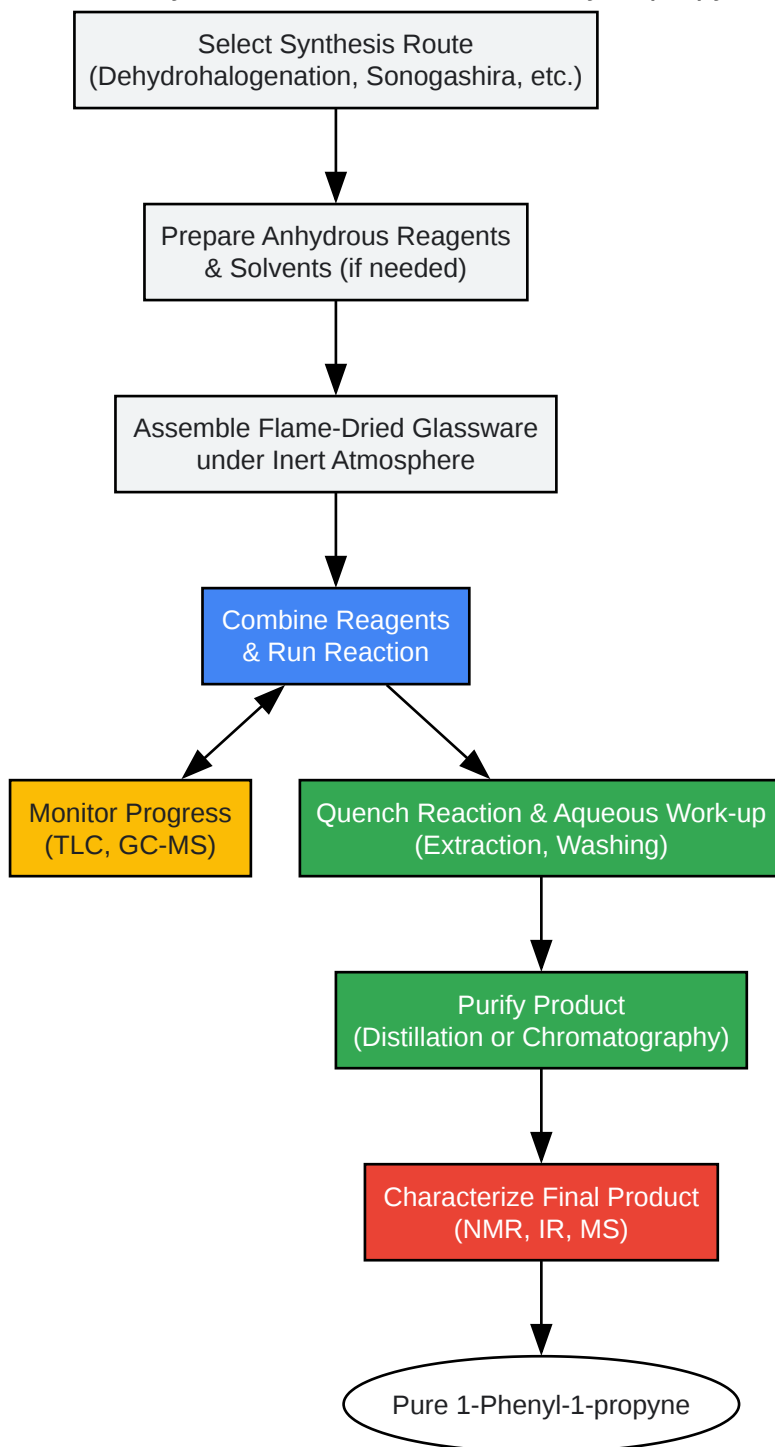 Select Synthesis Route
(Dehydrohalogenation, Sonogashira, etc.)
Prepare Anhydrous Reagents
& Solvents (if needed)
Assemble Flame-Dried Glassware
under Inert Atmosphere
Combine Reagents
& Run Reaction
Monitor Progress
(TLC, GC-MS)
Quench Reaction & Aqueous Work-up
(Extraction, Washing)
Purify Product
(Distillation or Chromatography)
Characterize Final Product
(NMR, IR, MS)
Pure 1-Phenyl-1-propyne